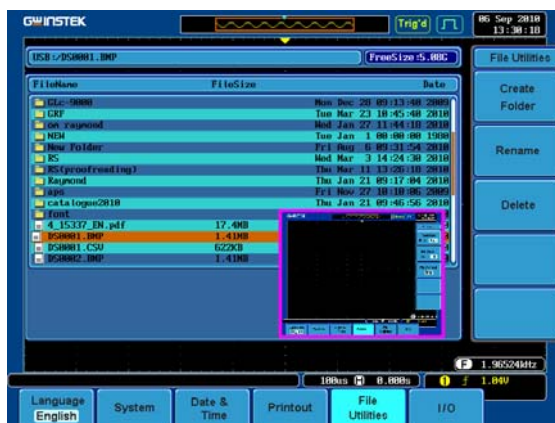 GWINSTEK
Trig'd
06 Sep 2010
13:30:18
USB:/DS0001.BMP
FreeSize:5.08G
File Utilities
FileName FileSize Date
GLc-9000 Mon Dec 28 09:13:40 2009
GRF Tue Mar 23 10:45:40 2010
on raymond Wed Jan 27 11:44:18 2010
NEW Tue Jan 1 00:00:00 1980
New Folder Fri Aug 6 09:31:54 2010
RS Wed Mar 3 14:24:30 2010
RS(proofreading) Thu Mar 11 13:26:18 2010
Raymond Thu Jan 21 09:17:04 2010
aps Fri Nov 27 10:10:06 2009
catalogue2010 Thu Jan 21 09:46:56 2010
font
4_15337_EN.pdf 17.4MB
DS0001.BMP 1.41MB
DS0001.CSV 622KB
DS0002.BMP 1.41MB
Create
Folder
Rename
Delete
F 1.96524kHz
100us H 0.000s
1 f 1.04V
Language
English
System
Date &
Time
Printout
File
Utilities
I/O